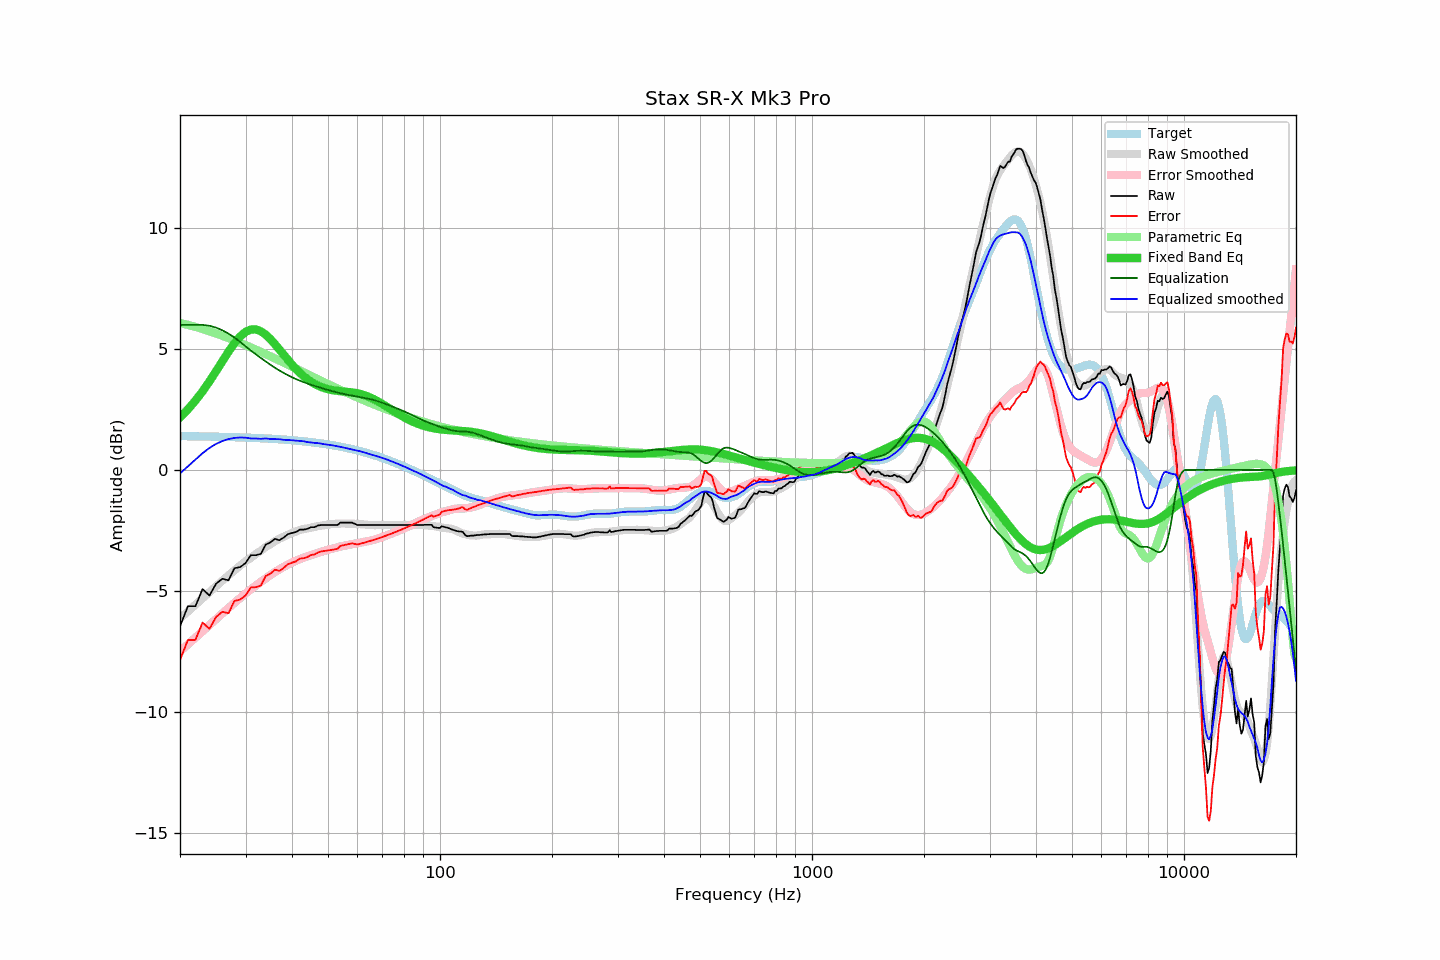 Stax SR-X Mk3 Pro
Target
Raw Smoothed
Error Smoothed
Raw
Error
Parametric Eq
Fixed Band Eq
Equalization
Equalized smoothed
Amplitude (dBr)
10
5
0
−5
−10
−15
100
1000
10000
Frequency (Hz)